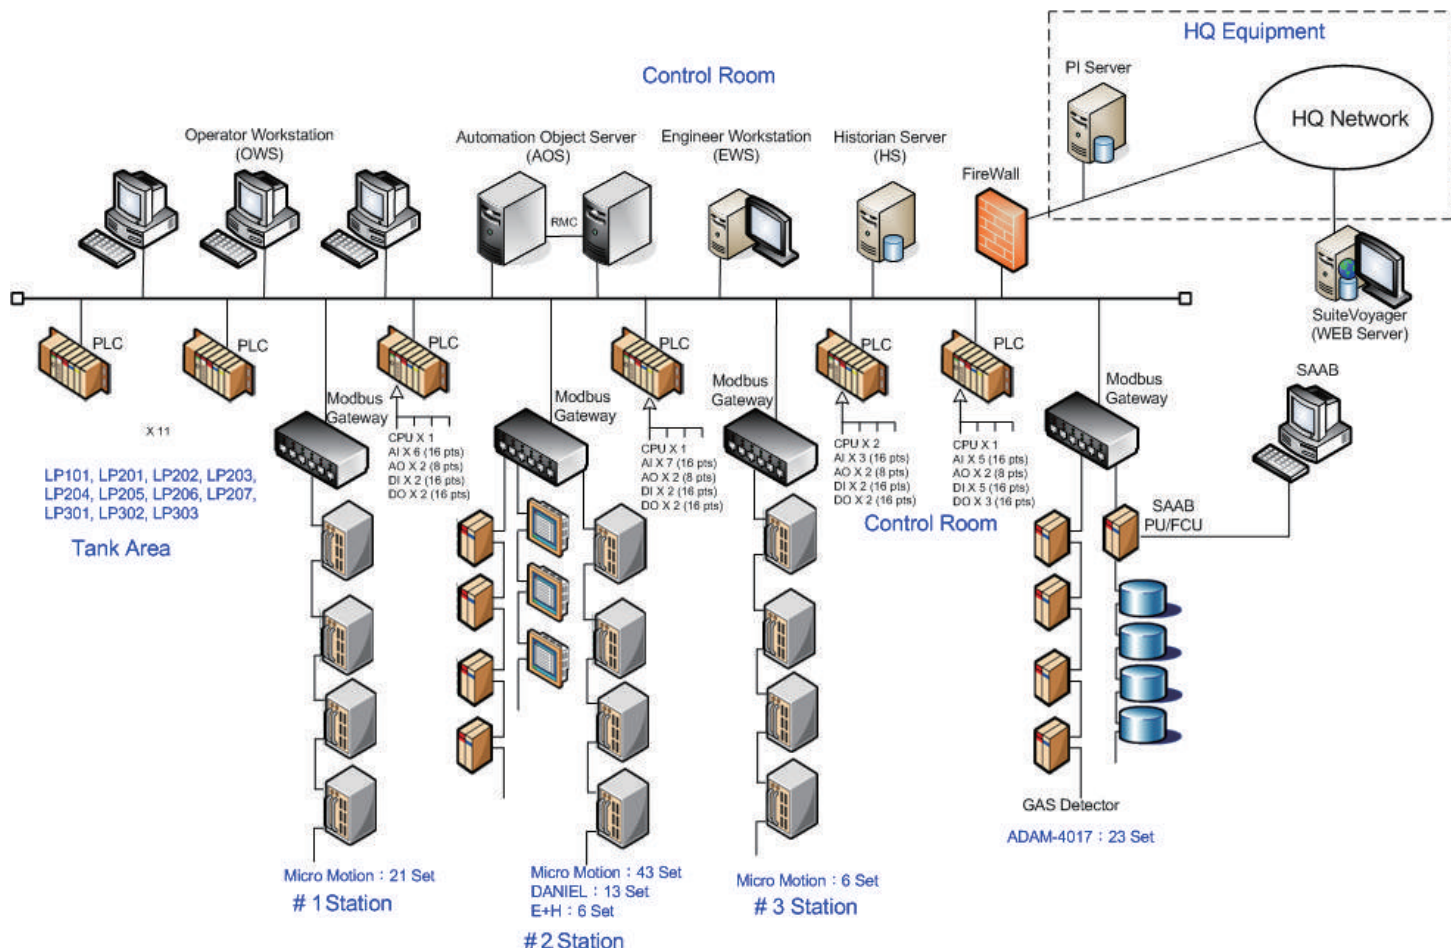 HQ Equipment
Control Room
PI Server
HQ Network
Operator Workstation
(OWS)
Automation Object Server
(AOS)
Engineer Workstation
(EWS)
Historian Server
(HS)
FireWall
RMC
SuiteVoyager
(WEB Server)
PLC
PLC
PLC
PLC
PLC
PLC
Modbus
Gateway
Modbus
Gateway
Modbus
Gateway
Modbus
Gateway
SAAB
X 11
CPU X 1
AI X 6 (16 pts)
AO X 2 (8 pts)
DI X 2 (16 pts)
DO X 2 (16 pts)
CPU X 1
AI X 7 (16 pts)
AO X 2 (8 pts)
DI X 2 (16 pts)
DO X 2 (16 pts)
CPU X 2
AI X 3 (16 pts)
AO X 2 (8 pts)
DI X 2 (16 pts)
DO X 2 (16 pts)
CPU X 1
AI X 5 (16 pts)
AO X 2 (8 pts)
DI X 5 (16 pts)
DO X 3 (16 pts)
LP101, LP201, LP202, LP203,
LP204, LP205, LP206, LP207,
LP301, LP302, LP303
Tank Area
Control Room
SAAB
PU/FCU
GAS Detector
ADAM-4017 : 23 Set
Micro Motion : 21 Set
# 1 Station
Micro Motion : 43 Set
DANIEL : 13 Set
E+H : 6 Set
# 2 Station
Micro Motion : 6 Set
# 3 Station